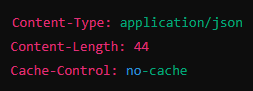 Content-Type: application/json
Content-Length: 44
Cache-Control: no-cache